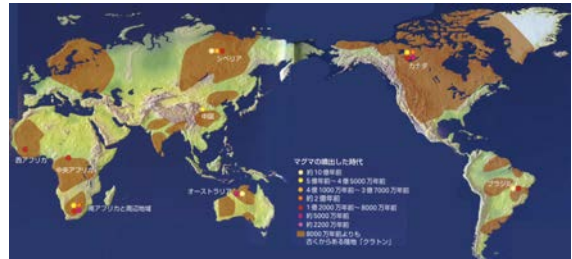 シベリア
カナダ
中国
西アフリカ
中央アフリカ
オーストラリア
ブラジル
南アフリカと周辺地域
マグマの噴出した時代
約10億年前
5億年前〜4億5000万年前
4億1000万年前〜3億7000万年前
約2億年前
1億2000万年前〜8000万年前
約5000万年前
約2200万年前
8000万年前よりも
古くからある陸地「クラトン」